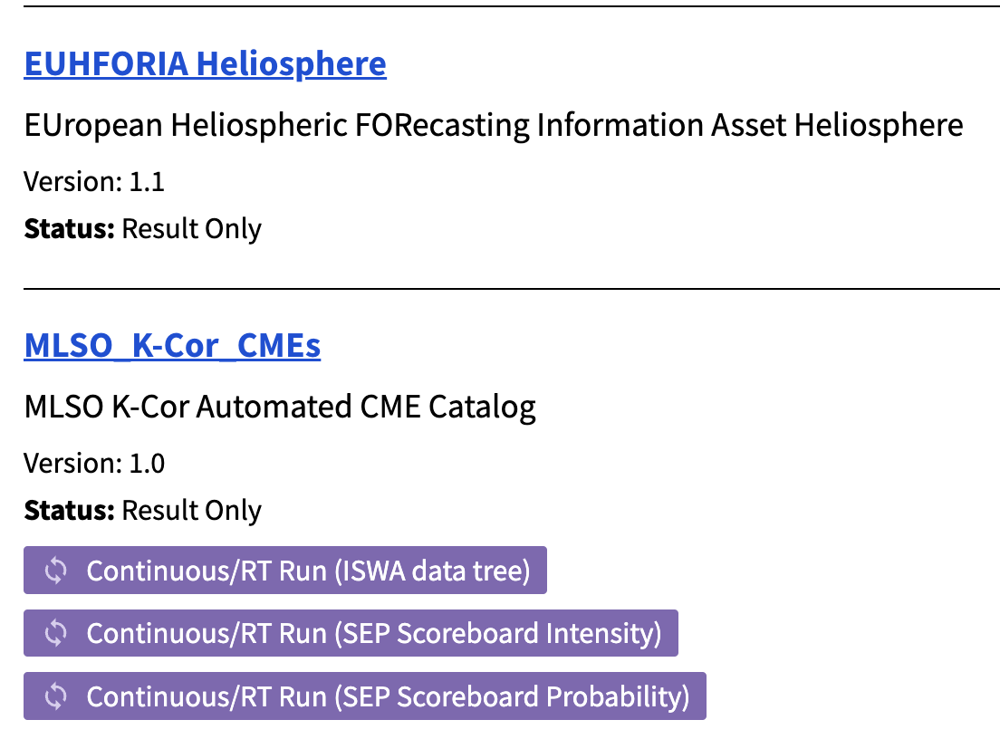 EUHFORIA Heliosphere
EUropean Heliospheric FORecasting Information Asset Heliosphere
Version: 1.1
Status: Result Only
MLSO_K-Cor_CMEs
MLSO K-Cor Automated CME Catalog
Version: 1.0
Status: Result Only
Continuous/RT Run (ISWA data tree)
Continuous/RT Run (SEP Scoreboard Intensity)
Continuous/RT Run (SEP Scoreboard Probability)